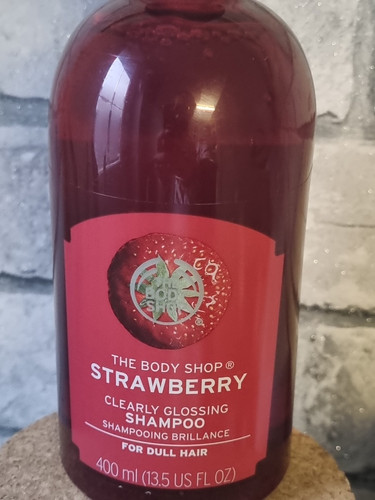 THE BODY SHOP®
STRAWBERRY
CLEARLY GLOSSING
SHAMPOO
SHAMPOOING BRILLANCE
FOR DULL HAIR
400 ml (13.5 US FL OZ)